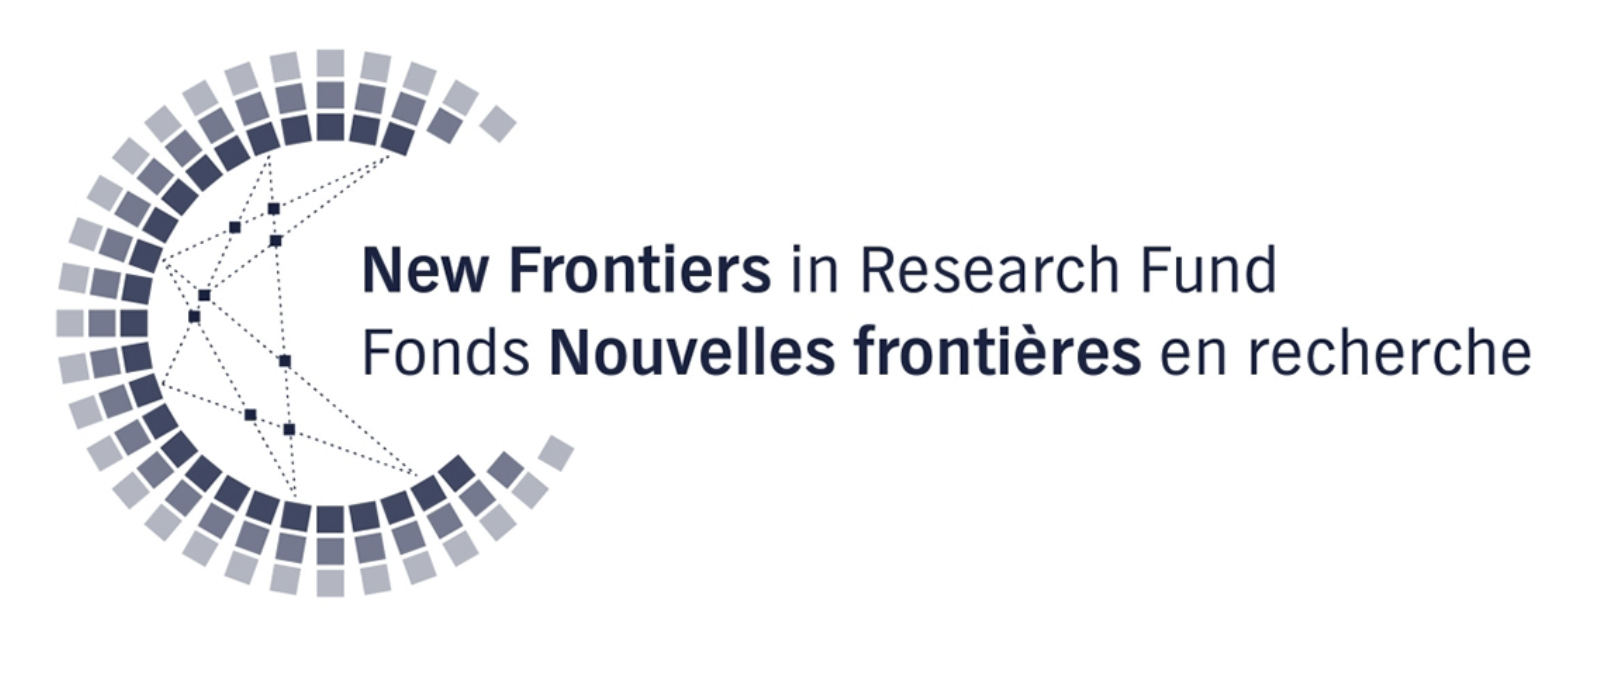 New Frontiers in Research Fund
Fonds Nouvelles frontières en recherche